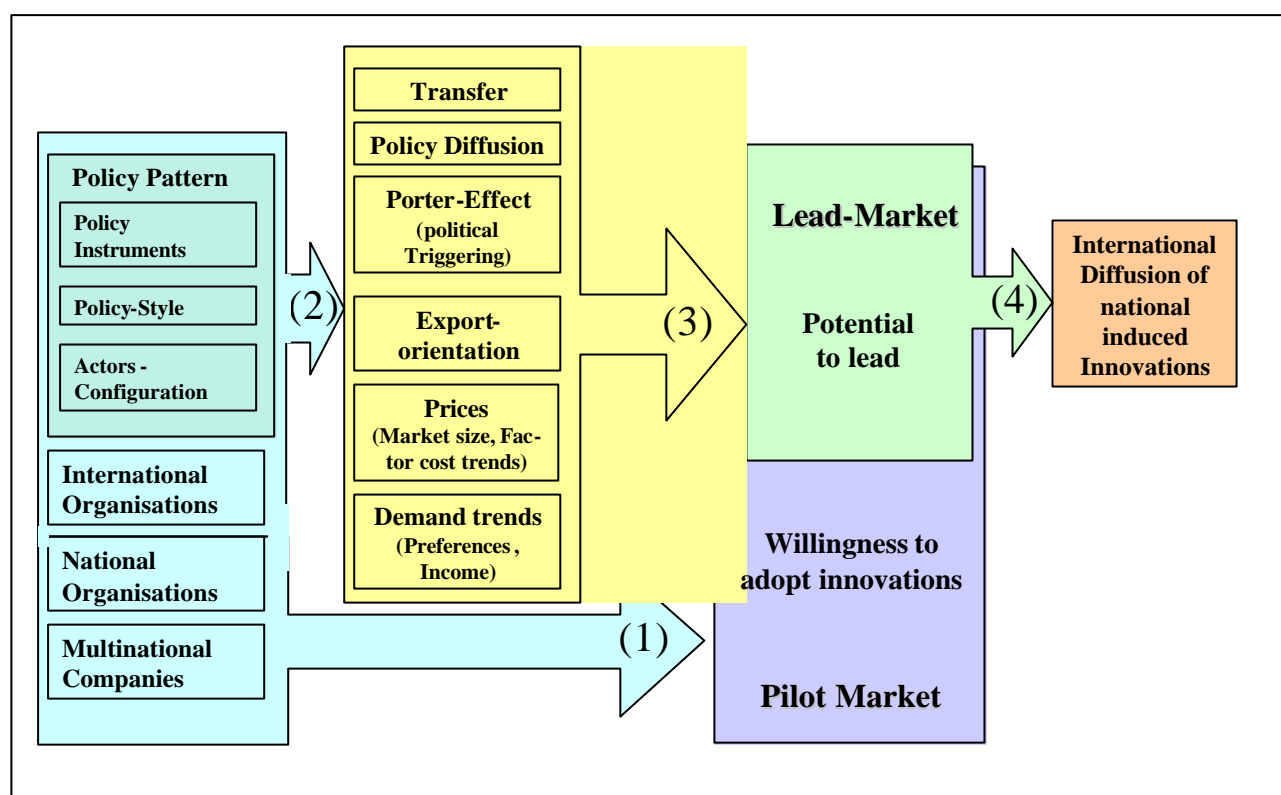 Policy Pattern
Policy
Instruments
Policy-Style
Actors -
Configuration
International
Organisations
National
Organisations
Multinational
Companies
(2)
Transfer
Policy Diffusion
Porter-Effect
(political
Triggering)
Export-
orientation
Prices
(Market size, Fac-
tor cost trends)
Demand trends
(Preferences ,
Income)
(3)
(1)
Lead-Market
Potential
to lead
Willingness to
adopt innovations
Pilot Market
(4)
International
Diffusion of
national
induced
Innovations